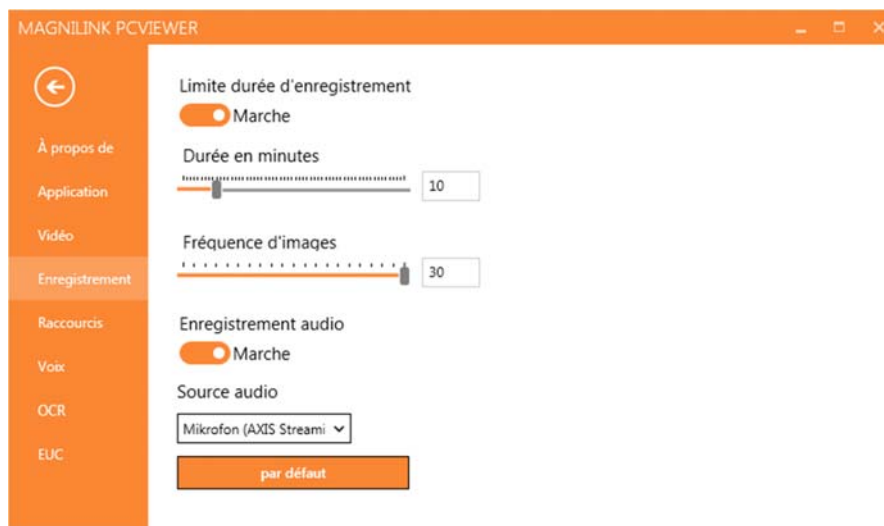 MAGNILINK PCVIEWER
À propos de
Application
Vidéo
Enregistrement
Raccourcis
Voix
OCR
EUC
Limite durée d'enregistrement
Marche
Durée en minutes
10
Fréquence d'images
30
Enregistrement audio
Marche
Source audio
Mikrofon (AXIS Streami
par défaut